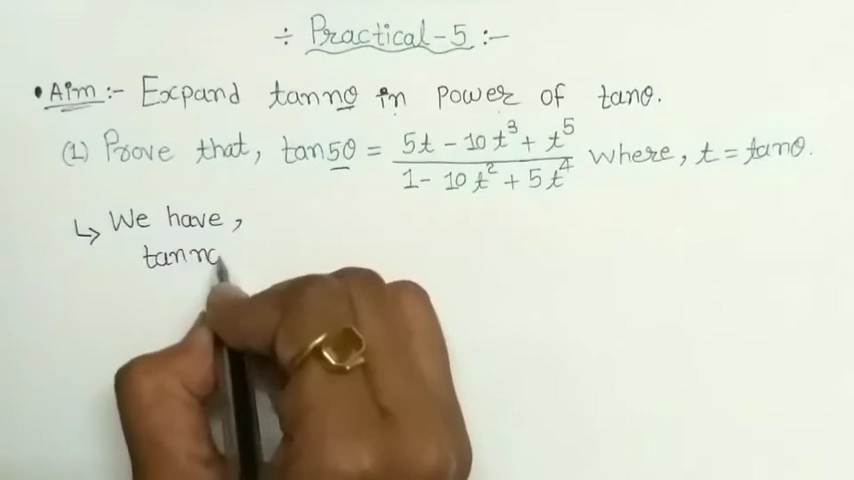 ÷ Practical-5 :-
• Aim :- Expand tannθ in power of tanθ.
(1) Prove that, tan5θ = (5t - 10t³ + t⁵) / (1 - 10t² + 5t⁴) where, t = tanθ.
↳ We have,
tannθ